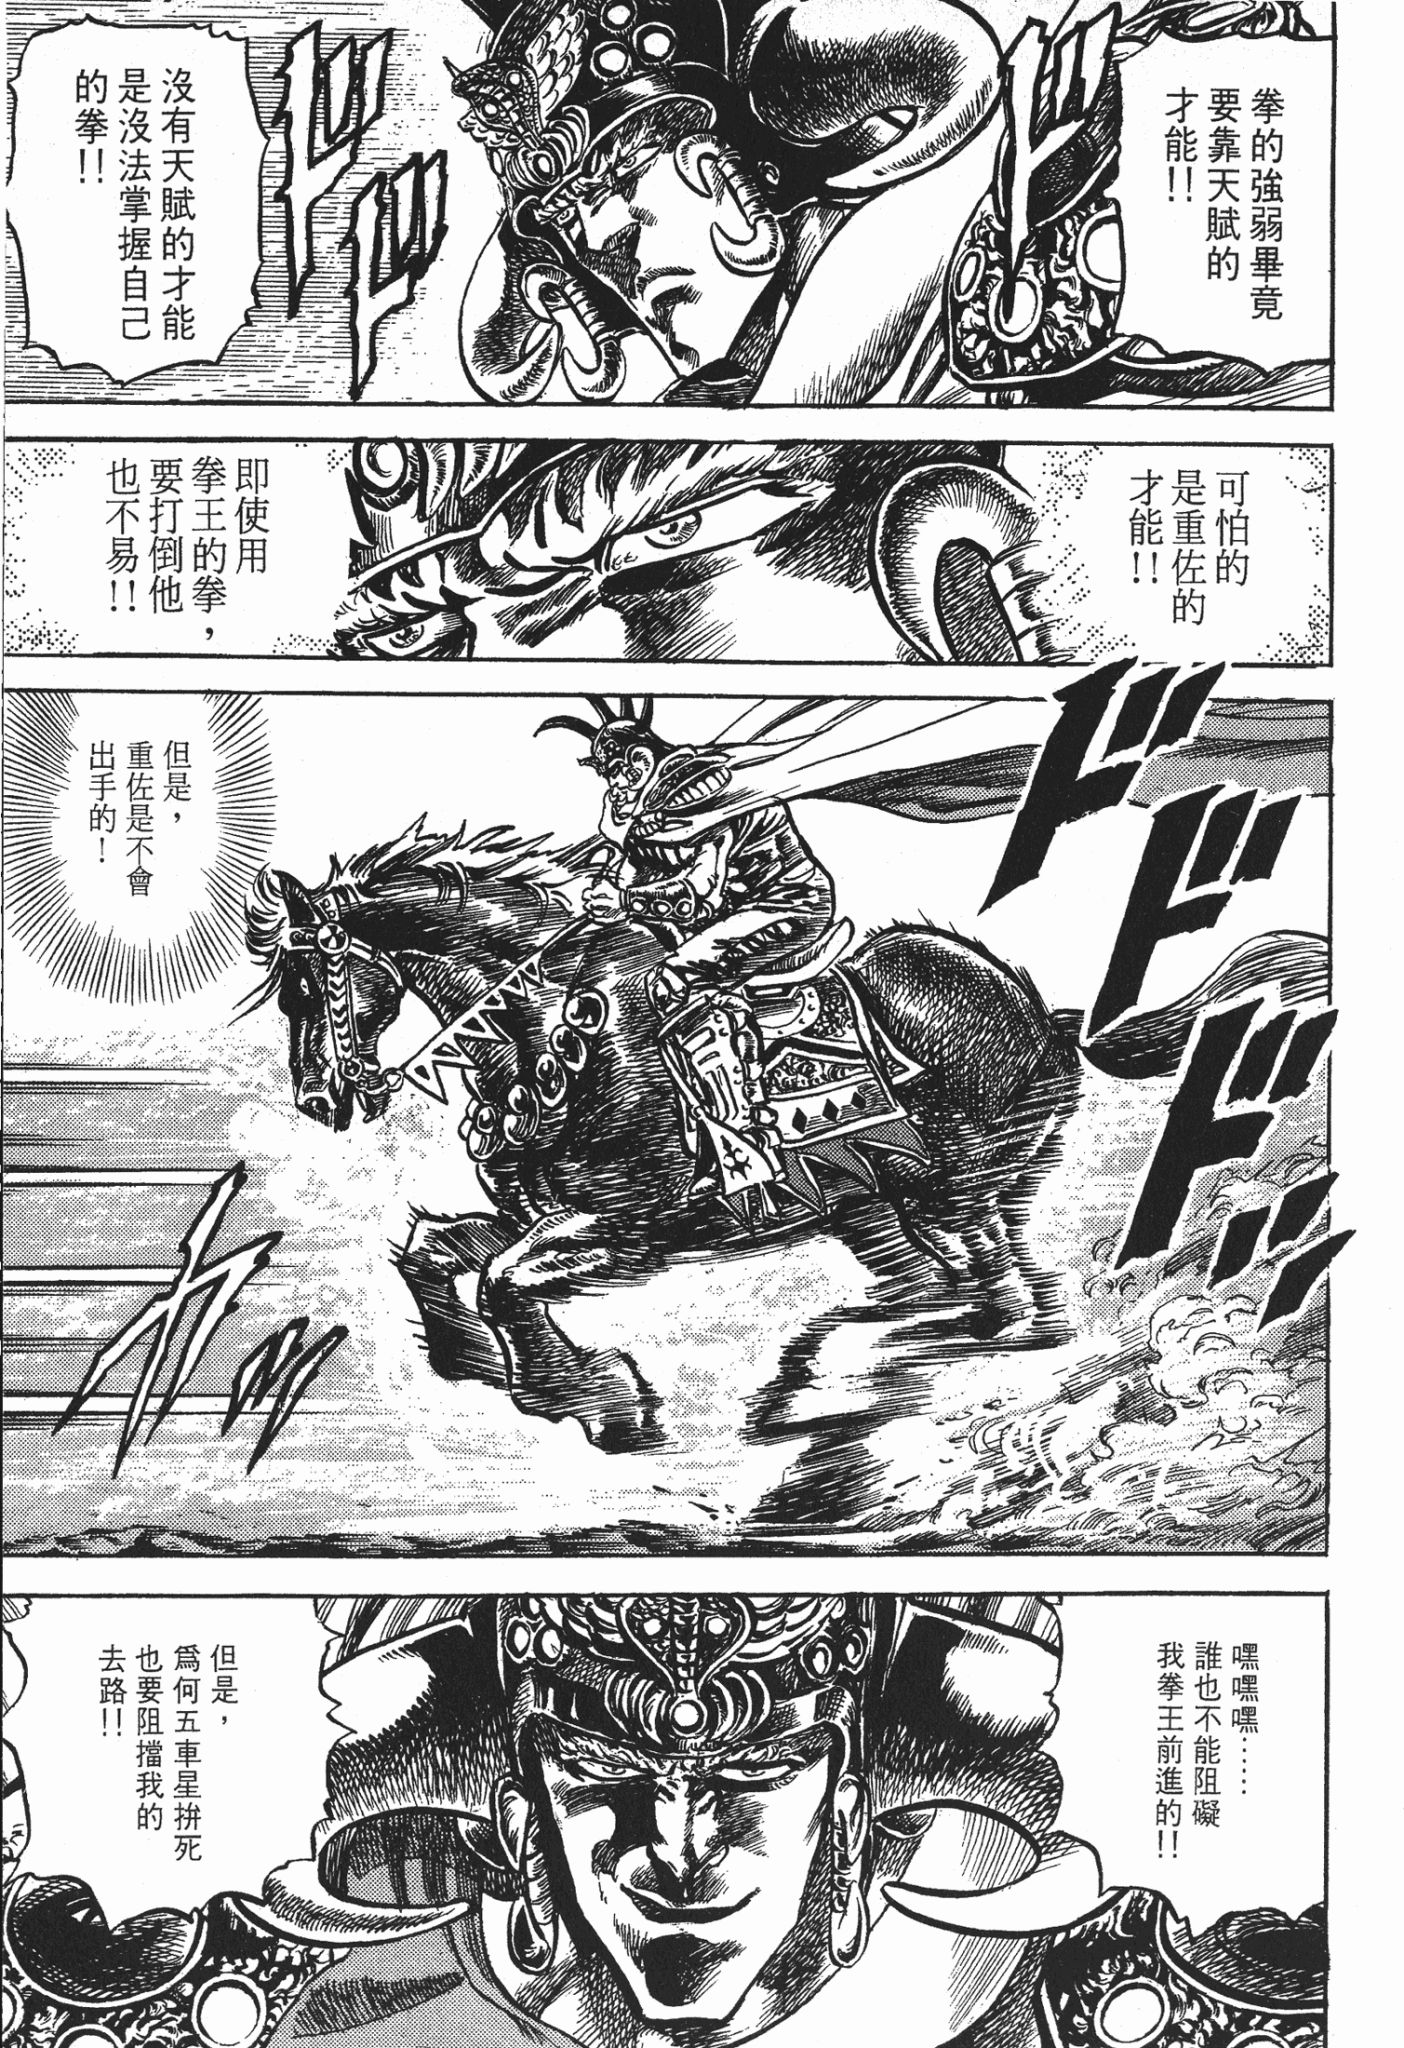 拳的強弱畢竟
要靠天賦的
才能!!
ドドド
沒有天賦的才能
是沒法掌握自己
的拳!!
可怕的
是重佐的
才能!!
即使用
拳王的拳，
要打倒他
也不易!!
ドドドッ
但是，
重佐是不會
出手的！
カッ
嘿嘿嘿……
誰也不能阻礙
我拳王前進的!!
但是，
爲何五車星拚死
也要阻擋我的
去路!!